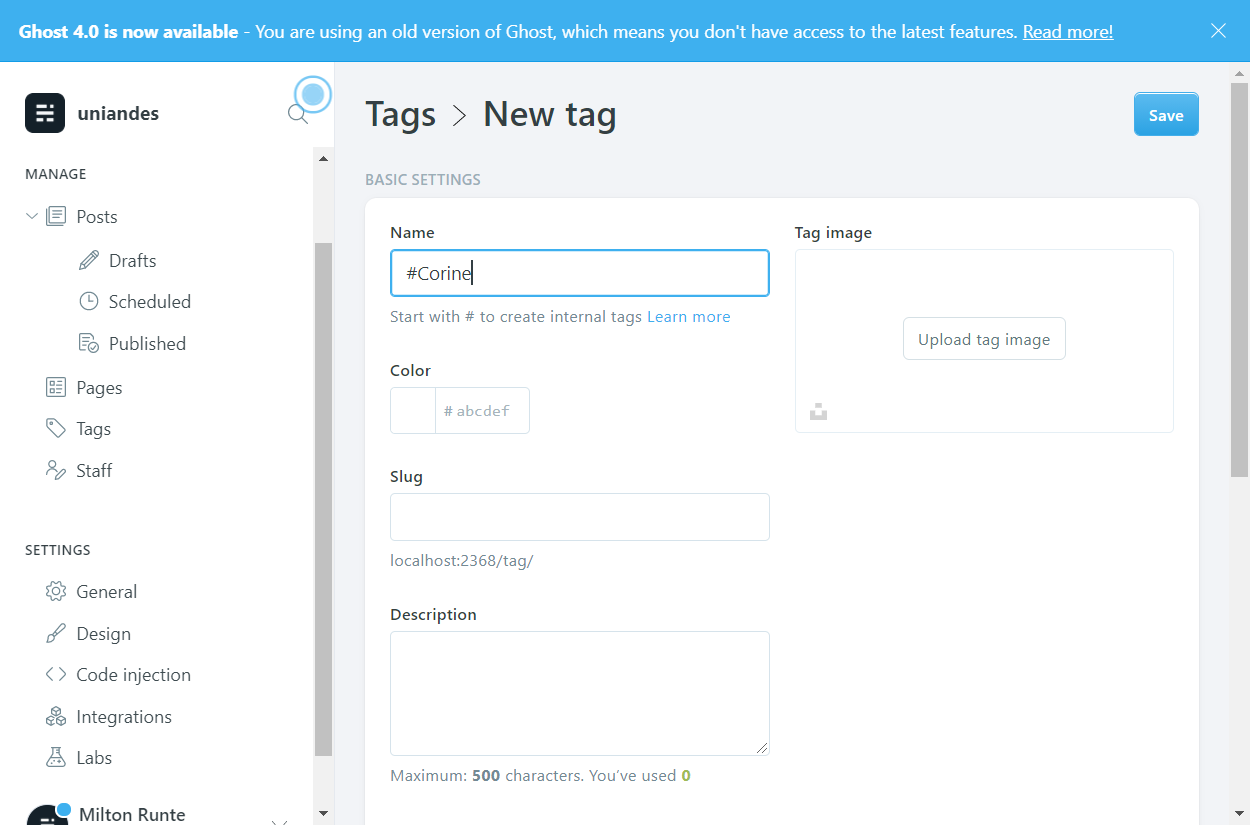 Ghost 4.0 is now available - You are using an old version of Ghost, which means you don't have access to the latest features. Read more!
uniandes
Tags > New tag
Save
MANAGE
Posts
Drafts
Scheduled
Published
Pages
Tags
Staff
SETTINGS
General
Design
Code injection
Integrations
Labs
Milton Runte
BASIC SETTINGS
Name
#Corine
Start with # to create internal tags Learn more
Color
# abcdef
Slug
localhost:2368/tag/
Description
Maximum: 500 characters. You’ve used 0
Tag image
Upload tag image